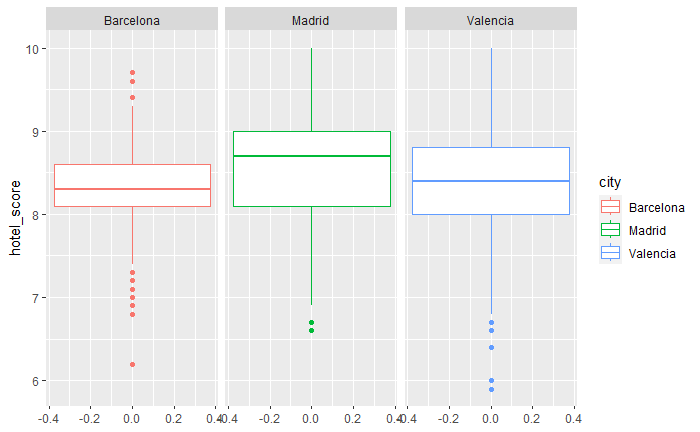 Barcelona Madrid Valencia
10
9
8
7
6
hotel_score
-0.4 -0.2 0.0 0.2 0.4 -0.4 -0.2 0.0 0.2 0.4 -0.4 -0.2 0.0 0.2 0.4
city
Barcelona
Madrid
Valencia